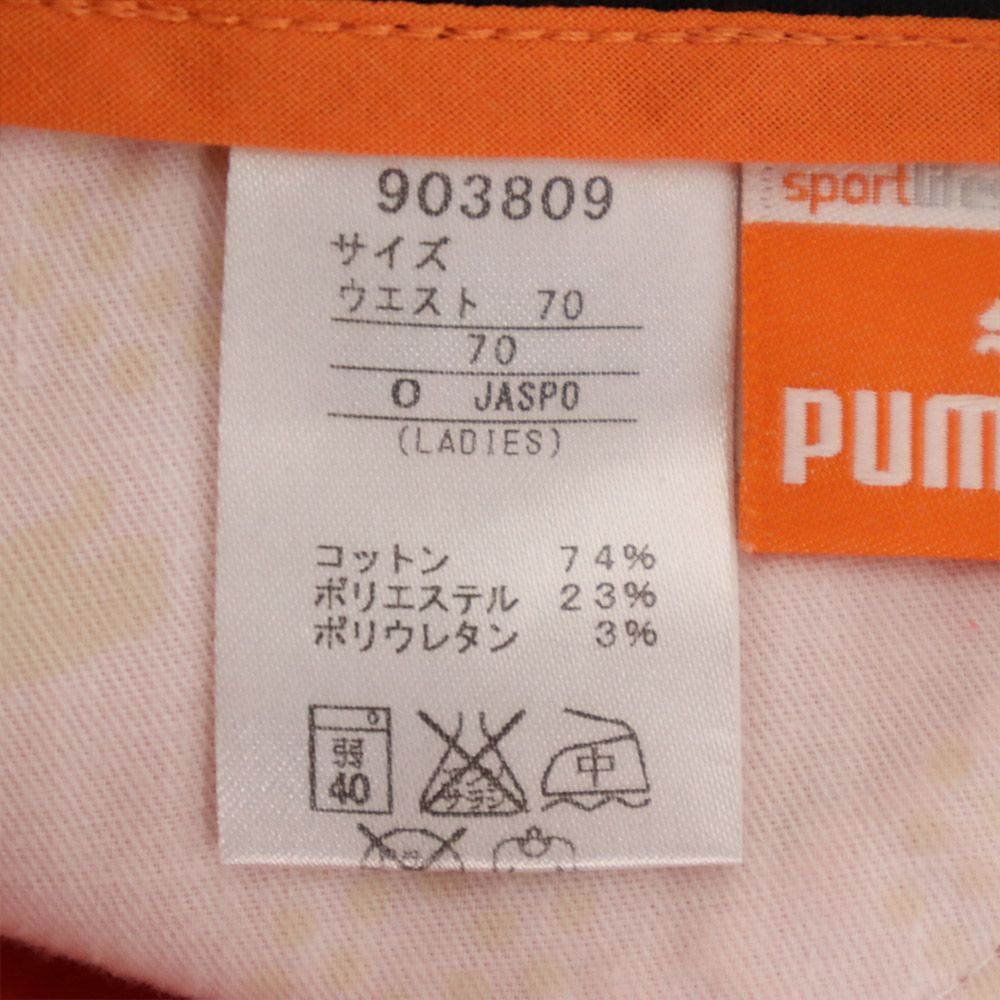 903809
サイズ
ウエスト 70
70
O JASPO
(LADIES)
コットン 74%
ポリエステル 23%
ポリウレタン 3%
弱
40
中
sport
PUM